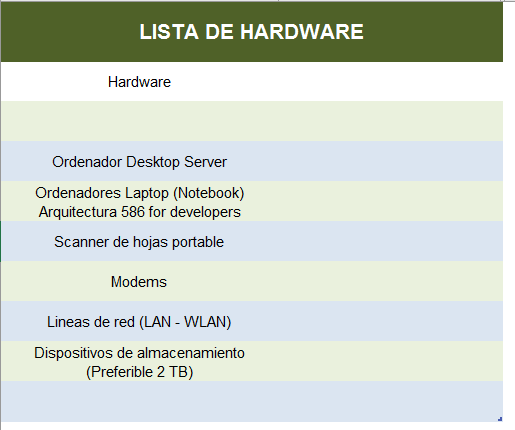 LISTA DE HARDWARE
Hardware
Ordenador Desktop Server
Ordenadores Laptop (Notebook)
Arquitectura 586 for developers
Scanner de hojas portable
Modems
Lineas de red (LAN - WLAN)
Dispositivos de almacenamiento
(Preferible 2 TB)